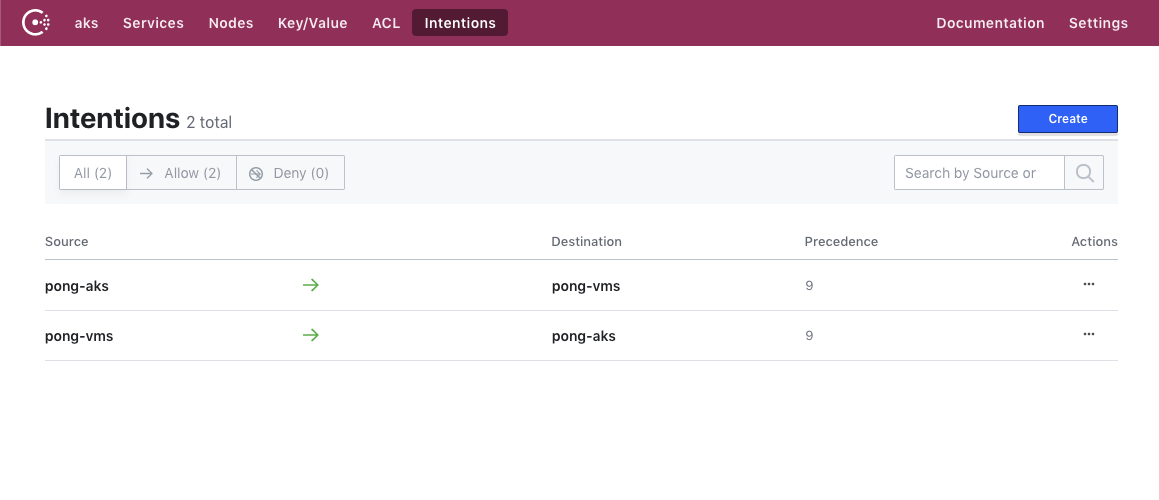 aks Services Nodes Key/Value ACL Intentions Documentation Settings
Intentions 2 total Create
All (2) Allow (2) Deny (0) Search by Source or
Source Destination Precedence Actions
pong-aks pong-vms 9
pong-vms pong-aks 9